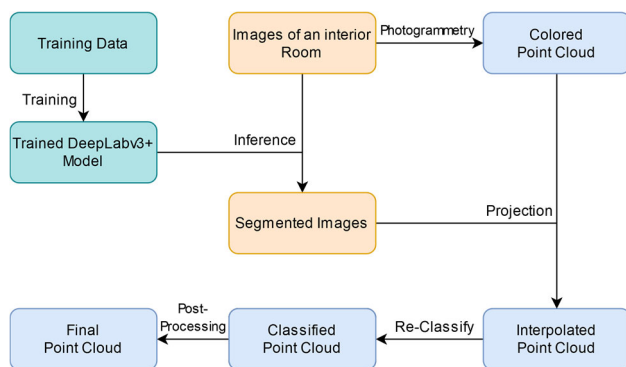 Training Data
Images of an interior
Room
Photogrammetry
Colored
Point Cloud
Training
Trained DeepLabv3+
Model
Inference
Segmented Images
Projection
Final
Point Cloud
Post-
Processing
Classified
Point Cloud
Re-Classify
Interpolated
Point Cloud